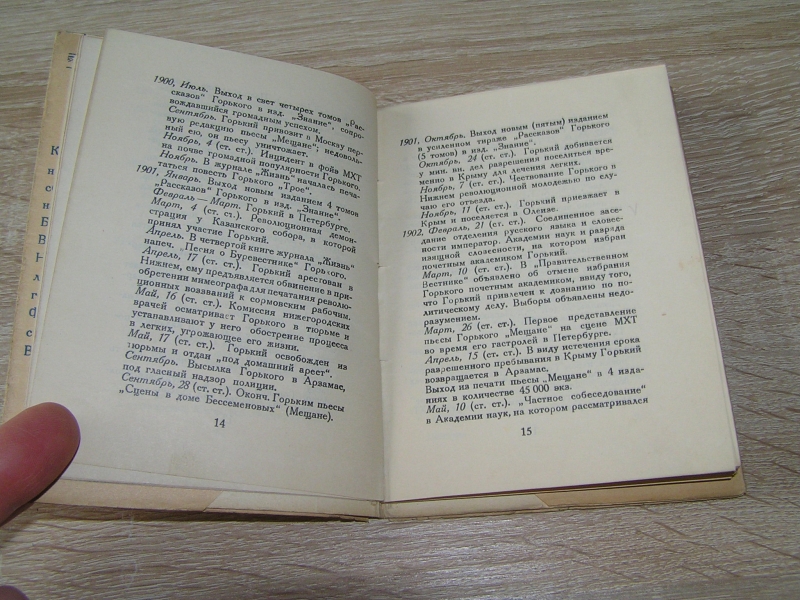 1900, Июль. Выход в свет четырех томов „Рас-
сказов“ Горького в изд. „Знание“, сопро-
вождавшийся громадным успехом.
Сентябрь. Горький привозит в Москву пер-
вую редакцию пьесы „Мещане“; недоволь-
ный ею, он пьесу уничтожает.
Ноябрь, 4 (ст. ст.). Инцидент в фойе МХТ
на почве громадной популярности Горького.
Ноябрь. В журнале „Жизнь“ началась печа-
таться повесть Горького „Трое“.
1901, Январь. Выход новым изданием 4 томов
„Рассказов“ Горького в изд. „Знание“.
Февраль—Март. Горький в Петербурге.
Март, 4 (ст. ст.). Революционная демон-
страция у Казанского собора, в которой
принял участие Горький.
Апрель. В четвертой книге журнала „Жизнь“
напеч. „Песня о Буревестнике“ Горького.
Апрель, 17 (ст. ст.). Горький арестован в
Нижнем, ему предъявляется обвинение в при-
обретении мимеографа для печатания револю-
ционных воззваний к сормовским рабочим.
Май, 16 (ст. ст.). Комиссия нижегородских
врачей осматривает Горького в тюрьме и
устанавливают у него обострение процесса
в легких, угрожающее его жизни.
Май, 17 (ст. ст.). Горький освобожден из
тюрьмы и отдан „под домашний арест“.
Сентябрь. Высылка Горького в Арзамас,
под гласный надзор полиции.
Сентябрь, 28 (ст. ст.). Оконч. Горьким пьесы
„Сцены в доме Бессеменовых“ (Мещане).
14
1901, Октябрь. Выход новым (пятым) изданием
в усиленном тираже „Рассказов“ Горького
(5 томов) в изд. „Знание“.
Октябрь, 24 (ст. ст.). Горький добивается
у мин. вн. дел разрешения поселиться вре-
менно в Крыму для лечения легких.
Ноябрь, 7 (ст. ст.). Чествование Горького в
Нижнем революционной молодежью по слу-
чаю его отъезда.
Ноябрь, 11 (ст. ст.). Горький приезжает в
Крым и поселяется в Олеизе.
1902, Февраль, 21 (ст. ст.). Соединенное засе-
дание отделения русского языка и словес-
ности император. Академии наук и разряда
изящной словесности, на котором избран
почетным академиком Горький.
Март, 10 (ст. ст.). В „Правительственном
Вестнике“ объявлено об отмене избрания
Горького почетным академиком, ввиду того,
что Горький привлечен к дознанию по по-
литическому делу. Выборы объявлены недо-
разумением.
Март, 26 (ст. ст.). Первое представление
пьесы Горького „Мещане“ на сцене МХТ
во время его гастролей в Петербурге.
Апрель, 15 (ст. ст.). В виду истечения срока
разрешенного пребывания в Крыму Горький
возвращается в Арзамас.
Выход из печати пьесы „Мещане“ в 4 изда-
ниях в количестве 45 000 экз.
Май, 10 (ст. ст.). „Частное собеседование“
в Академии наук, на котором рассматривался
15